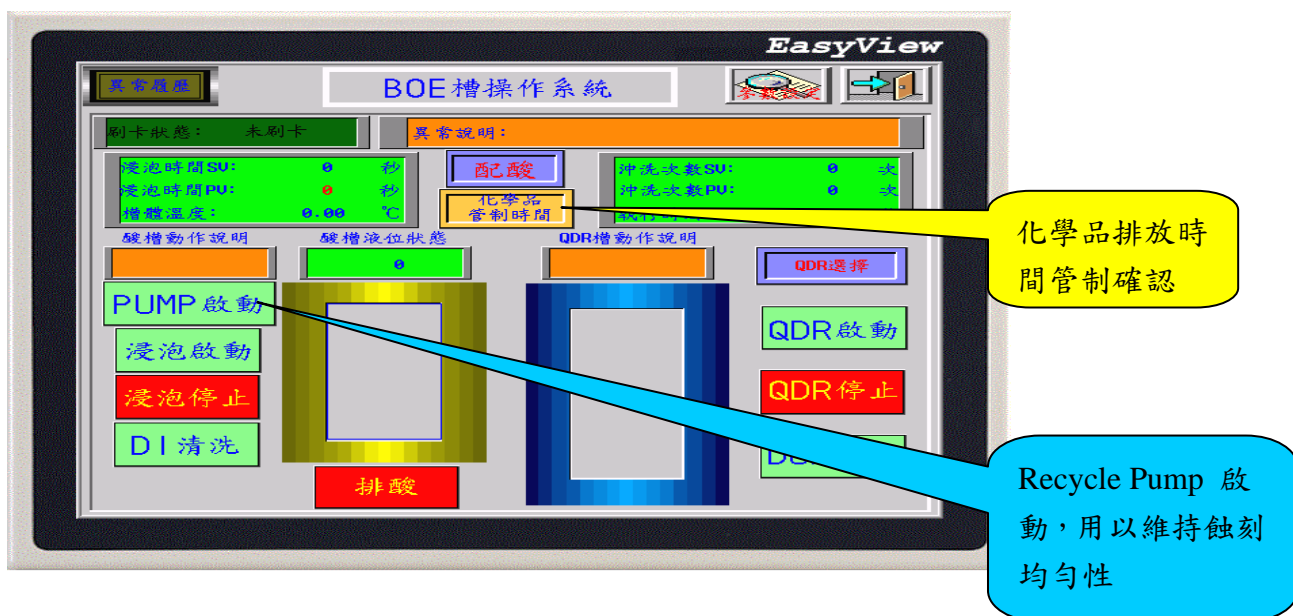 EasyView
異常履歷
BOE槽操作系統
參數設定
刷卡狀態: 未刷卡
異常說明:
浸泡時間SV: 0 秒
浸泡時間PV: 0 秒
槽體溫度: 0.00 ℃
配酸
化學品
管制時間
沖洗次數SV: 0 次
沖洗次數PV: 0 次
酸槽動作說明
酸槽液位狀態
QDR槽動作說明
0
QDR選擇
PUMP啟動
浸泡啟動
浸泡停止
DI清洗
排酸
QDR啟動
QDR停止
化學品排放時
間管制確認
Recycle Pump 啟
動，用以維持蝕刻
均勻性